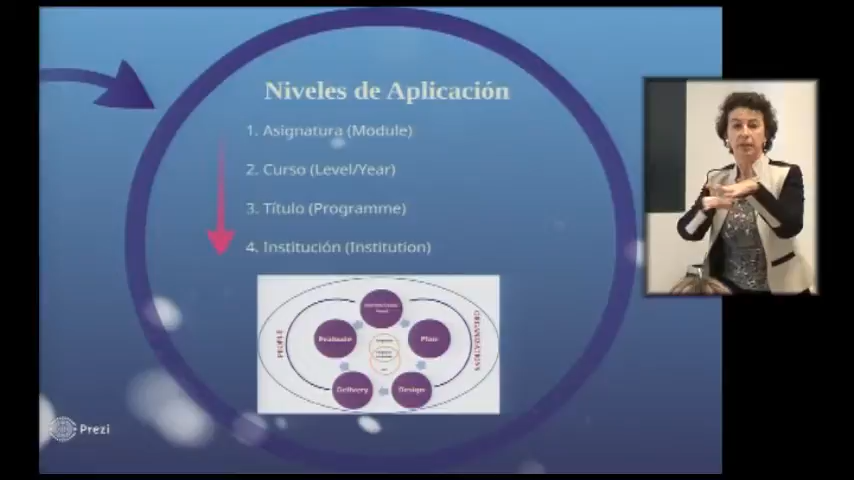 Niveles de Aplicación
1. Asignatura (Module)
2. Curso (Level/Year)
3. Título (Programme)
4. Institución (Institution)
PEOPLE
Evaluate
Plan
Delivery
Design
Prezi